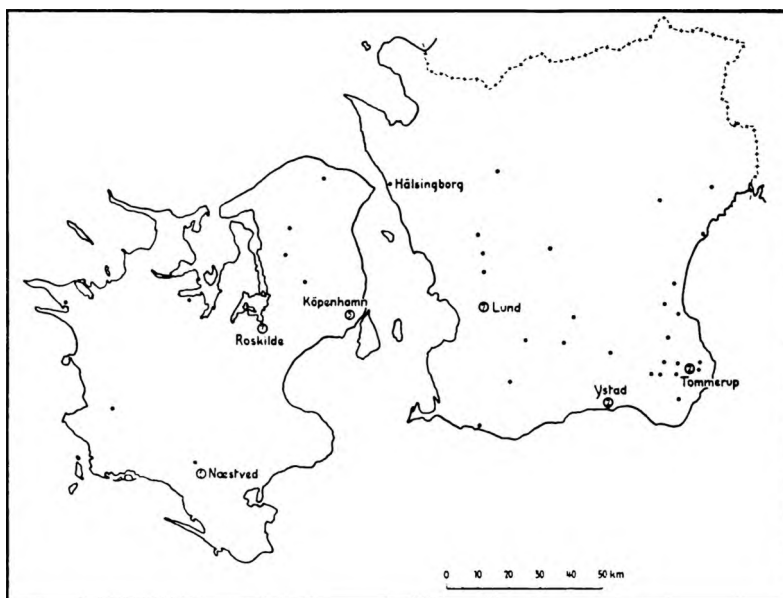 Hälsingborg
Köpenhamn
Lund
Roskilde
Tommerup
Ystad
Næstved
0 10 20 30 40 50 km